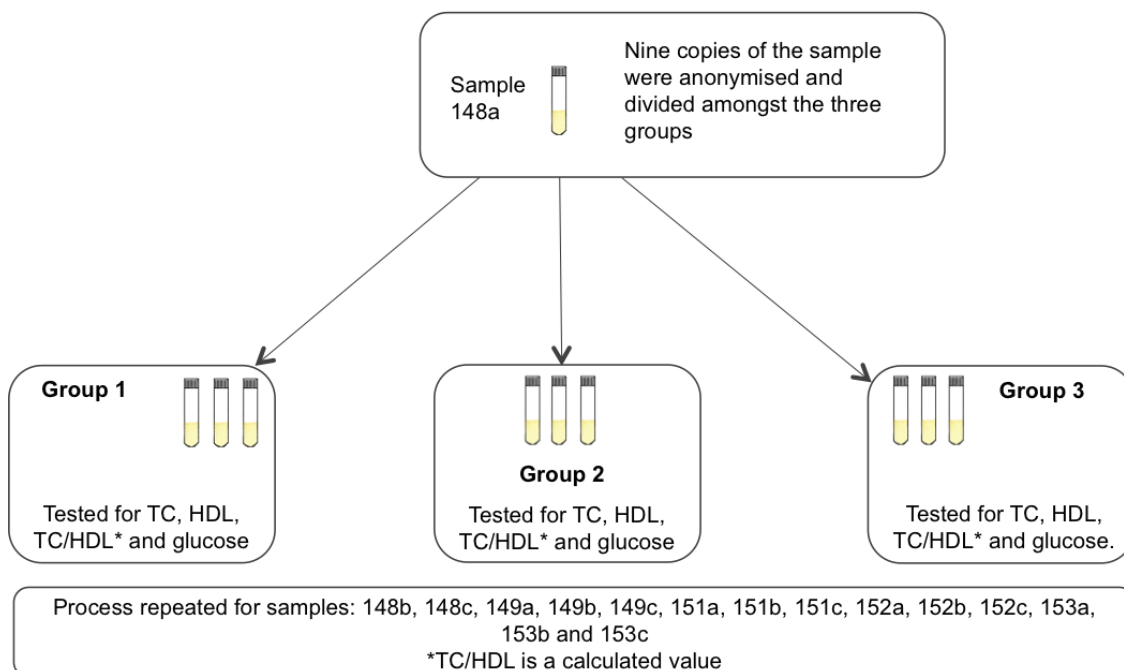 Sample
148a
Nine copies of the sample
were anonymised and
divided amongst the three
groups
Group 1
Tested for TC, HDL,
TC/HDL* and glucose
Group 2
Tested for TC, HDL,
TC/HDL* and glucose
Group 3
Tested for TC, HDL,
TC/HDL* and glucose.
Process repeated for samples: 148b, 148c, 149a, 149b, 149c, 151a, 151b, 151c, 152a, 152b, 152c, 153a,
153b and 153c
*TC/HDL is a calculated value